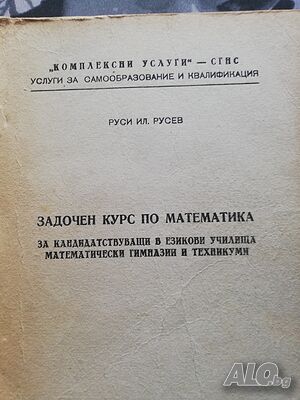 „КОМПЛЕКСНИ УСЛУГИ“ — СГНС
УСЛУГИ ЗА САМООБРАЗОВАНИЕ И КВАЛИФИКАЦИЯ
РУСИ ИЛ. РУСЕВ
ЗАДОЧЕН КУРС ПО МАТЕМАТИКА
ЗА КАНДИДАТСТВУВАЩИ В ЕЗИКОВИ УЧИЛИЩА
МАТЕМАТИЧЕСКИ ГИМНАЗИИ И ТЕХНИКУМИ
ALO.bg